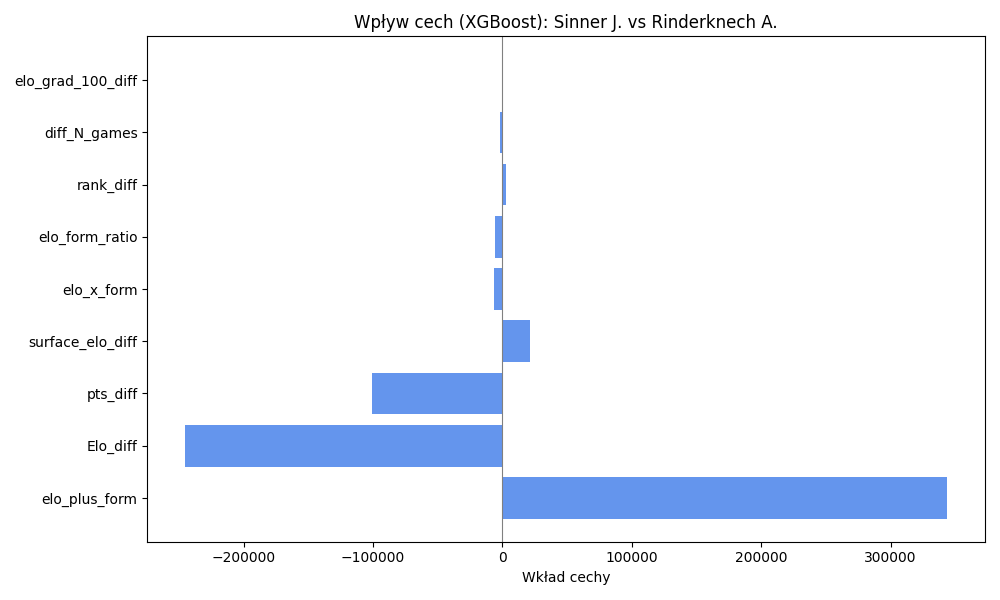 Wpływ cech (XGBoost): Sinner J. vs Rinderknech A.
elo_grad_100_diff
diff_N_games
rank_diff
elo_form_ratio
elo_x_form
surface_elo_diff
pts_diff
Elo_diff
elo_plus_form
−200000
−100000
0
100000
200000
300000
Wkład cechy